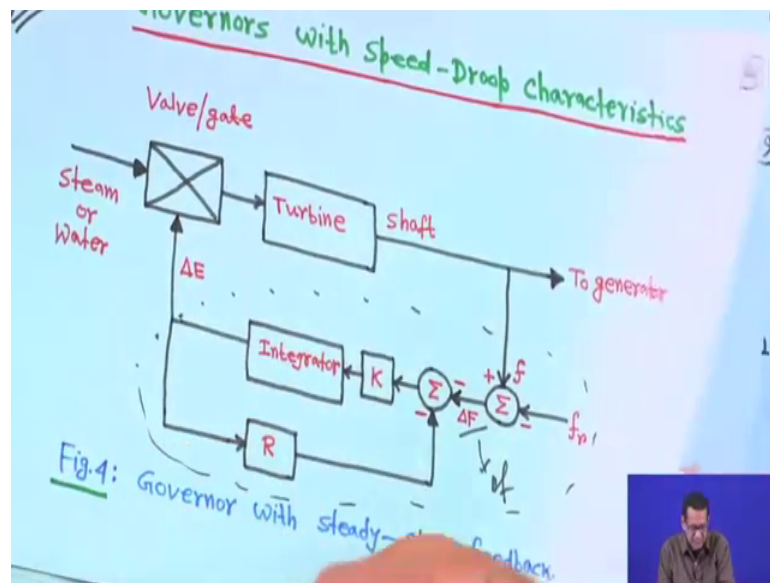 Governors with Speed-Droop Characteristics
Valve/gate
Steam
or
Water
Turbine
Shaft
To generator
ΔE
Integrator
K
Σ
-
-
ΔF
Σ
+
f
-
R
Δf
Fig.4: Governor with steady- feedback.